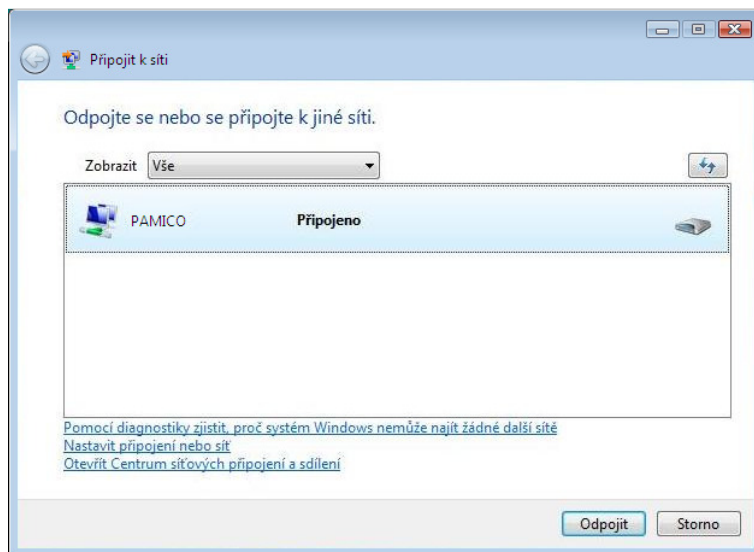 Připojit k síti
Odpojte se nebo se připojte k jiné síti.
Zobrazit Vše
PAMICO Připojeno
Pomocí diagnostiky zjistit, proč systém Windows nemůže najít žádné další sítě
Nastavit připojení nebo síť
Otevřít Centrum síťových připojení a sdílení
Odpojit Storno